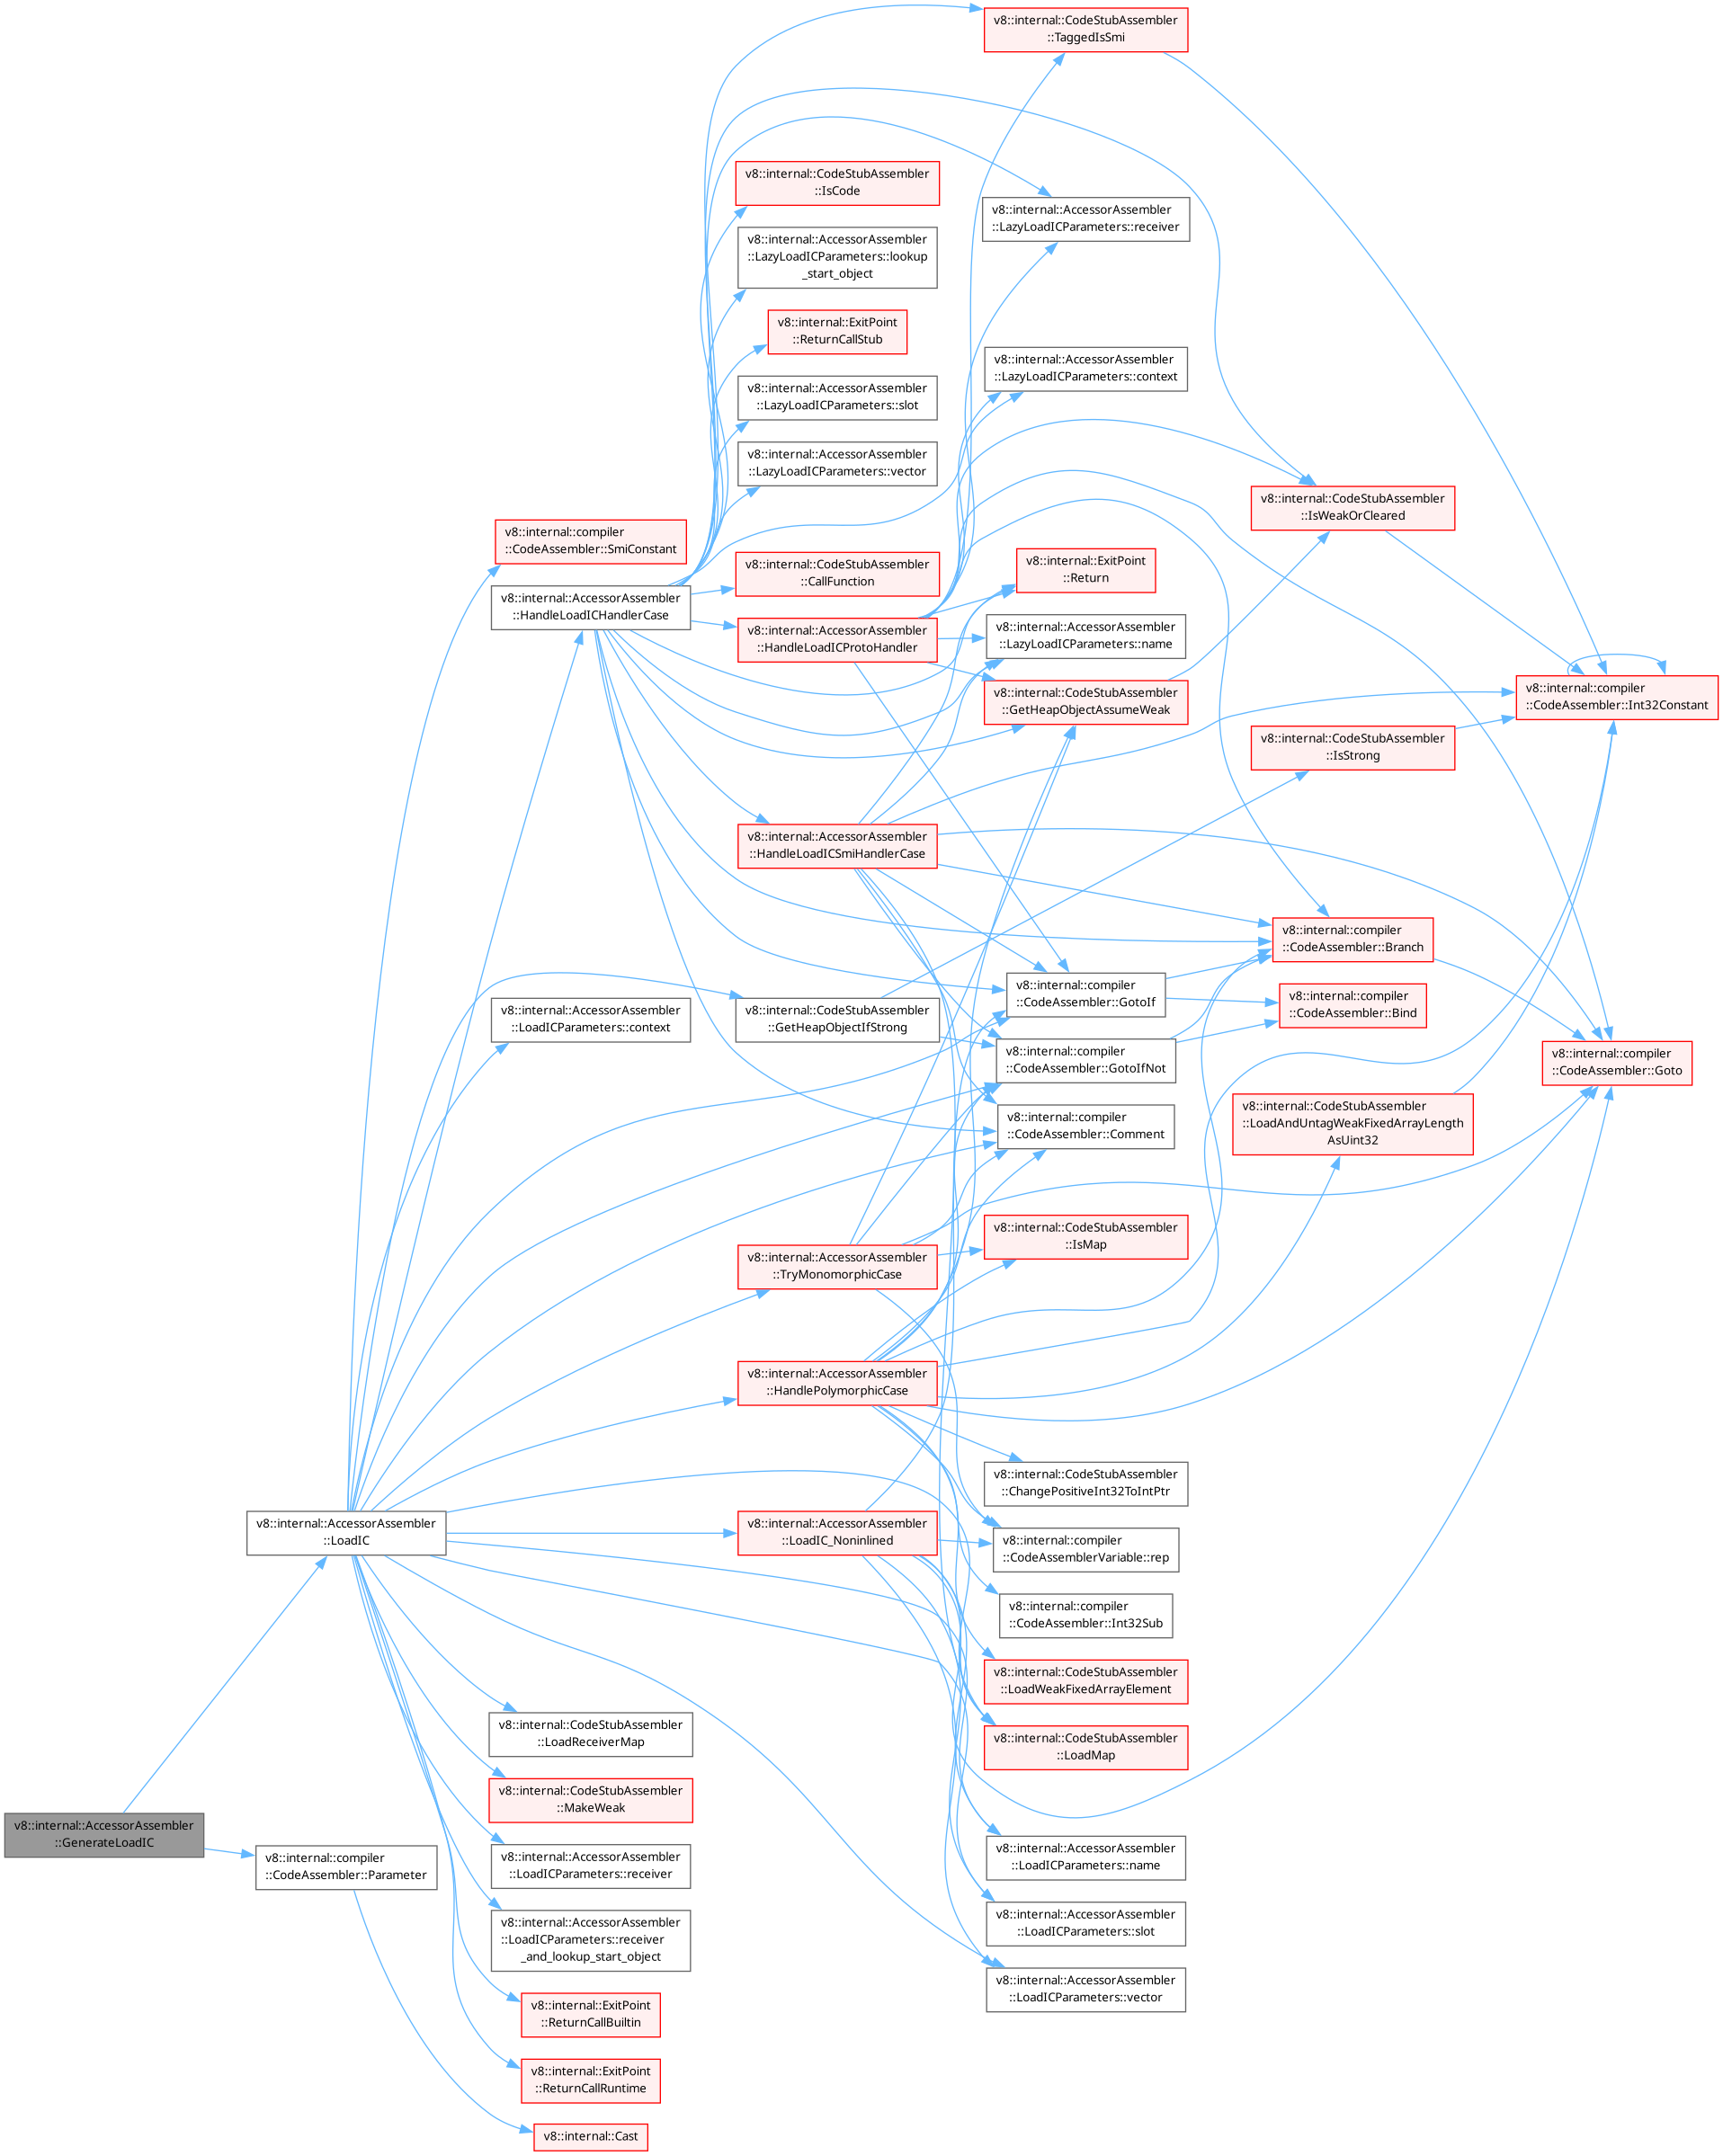 v8::internal::CodeStubAssembler
::TaggedIsSmi
v8::internal::CodeStubAssembler
::IsCode
v8::internal::AccessorAssembler
::LazyLoadICParameters::receiver
v8::internal::AccessorAssembler
::LazyLoadICParameters::lookup
_start_object
v8::internal::ExitPoint
::ReturnCallStub
v8::internal::AccessorAssembler
::LazyLoadICParameters::context
v8::internal::AccessorAssembler
::LazyLoadICParameters::slot
v8::internal::AccessorAssembler
::LazyLoadICParameters::vector
v8::internal::CodeStubAssembler
::IsWeakOrCleared
v8::internal::compiler
::CodeAssembler::SmiConstant
v8::internal::CodeStubAssembler
::CallFunction
v8::internal::ExitPoint
::Return
v8::internal::AccessorAssembler
::HandleLoadICHandlerCase
v8::internal::AccessorAssembler
::HandleLoadICProtoHandler
v8::internal::AccessorAssembler
::LazyLoadICParameters::name
v8::internal::CodeStubAssembler
::GetHeapObjectAssumeWeak
v8::internal::compiler
::CodeAssembler::Int32Constant
v8::internal::CodeStubAssembler
::IsStrong
v8::internal::AccessorAssembler
::HandleLoadICSmiHandlerCase
v8::internal::compiler
::CodeAssembler::Branch
v8::internal::AccessorAssembler
::LoadICParameters::context
v8::internal::CodeStubAssembler
::GetHeapObjectIfStrong
v8::internal::compiler
::CodeAssembler::GotoIf
v8::internal::compiler
::CodeAssembler::Bind
v8::internal::compiler
::CodeAssembler::GotoIfNot
v8::internal::compiler
::CodeAssembler::Goto
v8::internal::compiler
::CodeAssembler::Comment
v8::internal::CodeStubAssembler
::LoadAndUntagWeakFixedArrayLength
AsUint32
v8::internal::AccessorAssembler
::TryMonomorphicCase
v8::internal::CodeStubAssembler
::IsMap
v8::internal::AccessorAssembler
::HandlePolymorphicCase
v8::internal::CodeStubAssembler
::ChangePositiveInt32ToIntPtr
v8::internal::AccessorAssembler
::LoadIC
v8::internal::AccessorAssembler
::LoadIC_Noninlined
v8::internal::compiler
::CodeAssemblerVariable::rep
v8::internal::compiler
::CodeAssembler::Int32Sub
v8::internal::CodeStubAssembler
::LoadWeakFixedArrayElement
v8::internal::CodeStubAssembler
::LoadReceiverMap
v8::internal::CodeStubAssembler
::LoadMap
v8::internal::CodeStubAssembler
::MakeWeak
v8::internal::AccessorAssembler
::GenerateLoadIC
v8::internal::compiler
::CodeAssembler::Parameter
v8::internal::AccessorAssembler
::LoadICParameters::receiver
v8::internal::AccessorAssembler
::LoadICParameters::name
v8::internal::AccessorAssembler
::LoadICParameters::receiver
_and_lookup_start_object
v8::internal::AccessorAssembler
::LoadICParameters::slot
v8::internal::AccessorAssembler
::LoadICParameters::vector
v8::internal::ExitPoint
::ReturnCallBuiltin
v8::internal::ExitPoint
::ReturnCallRuntime
v8::internal::Cast